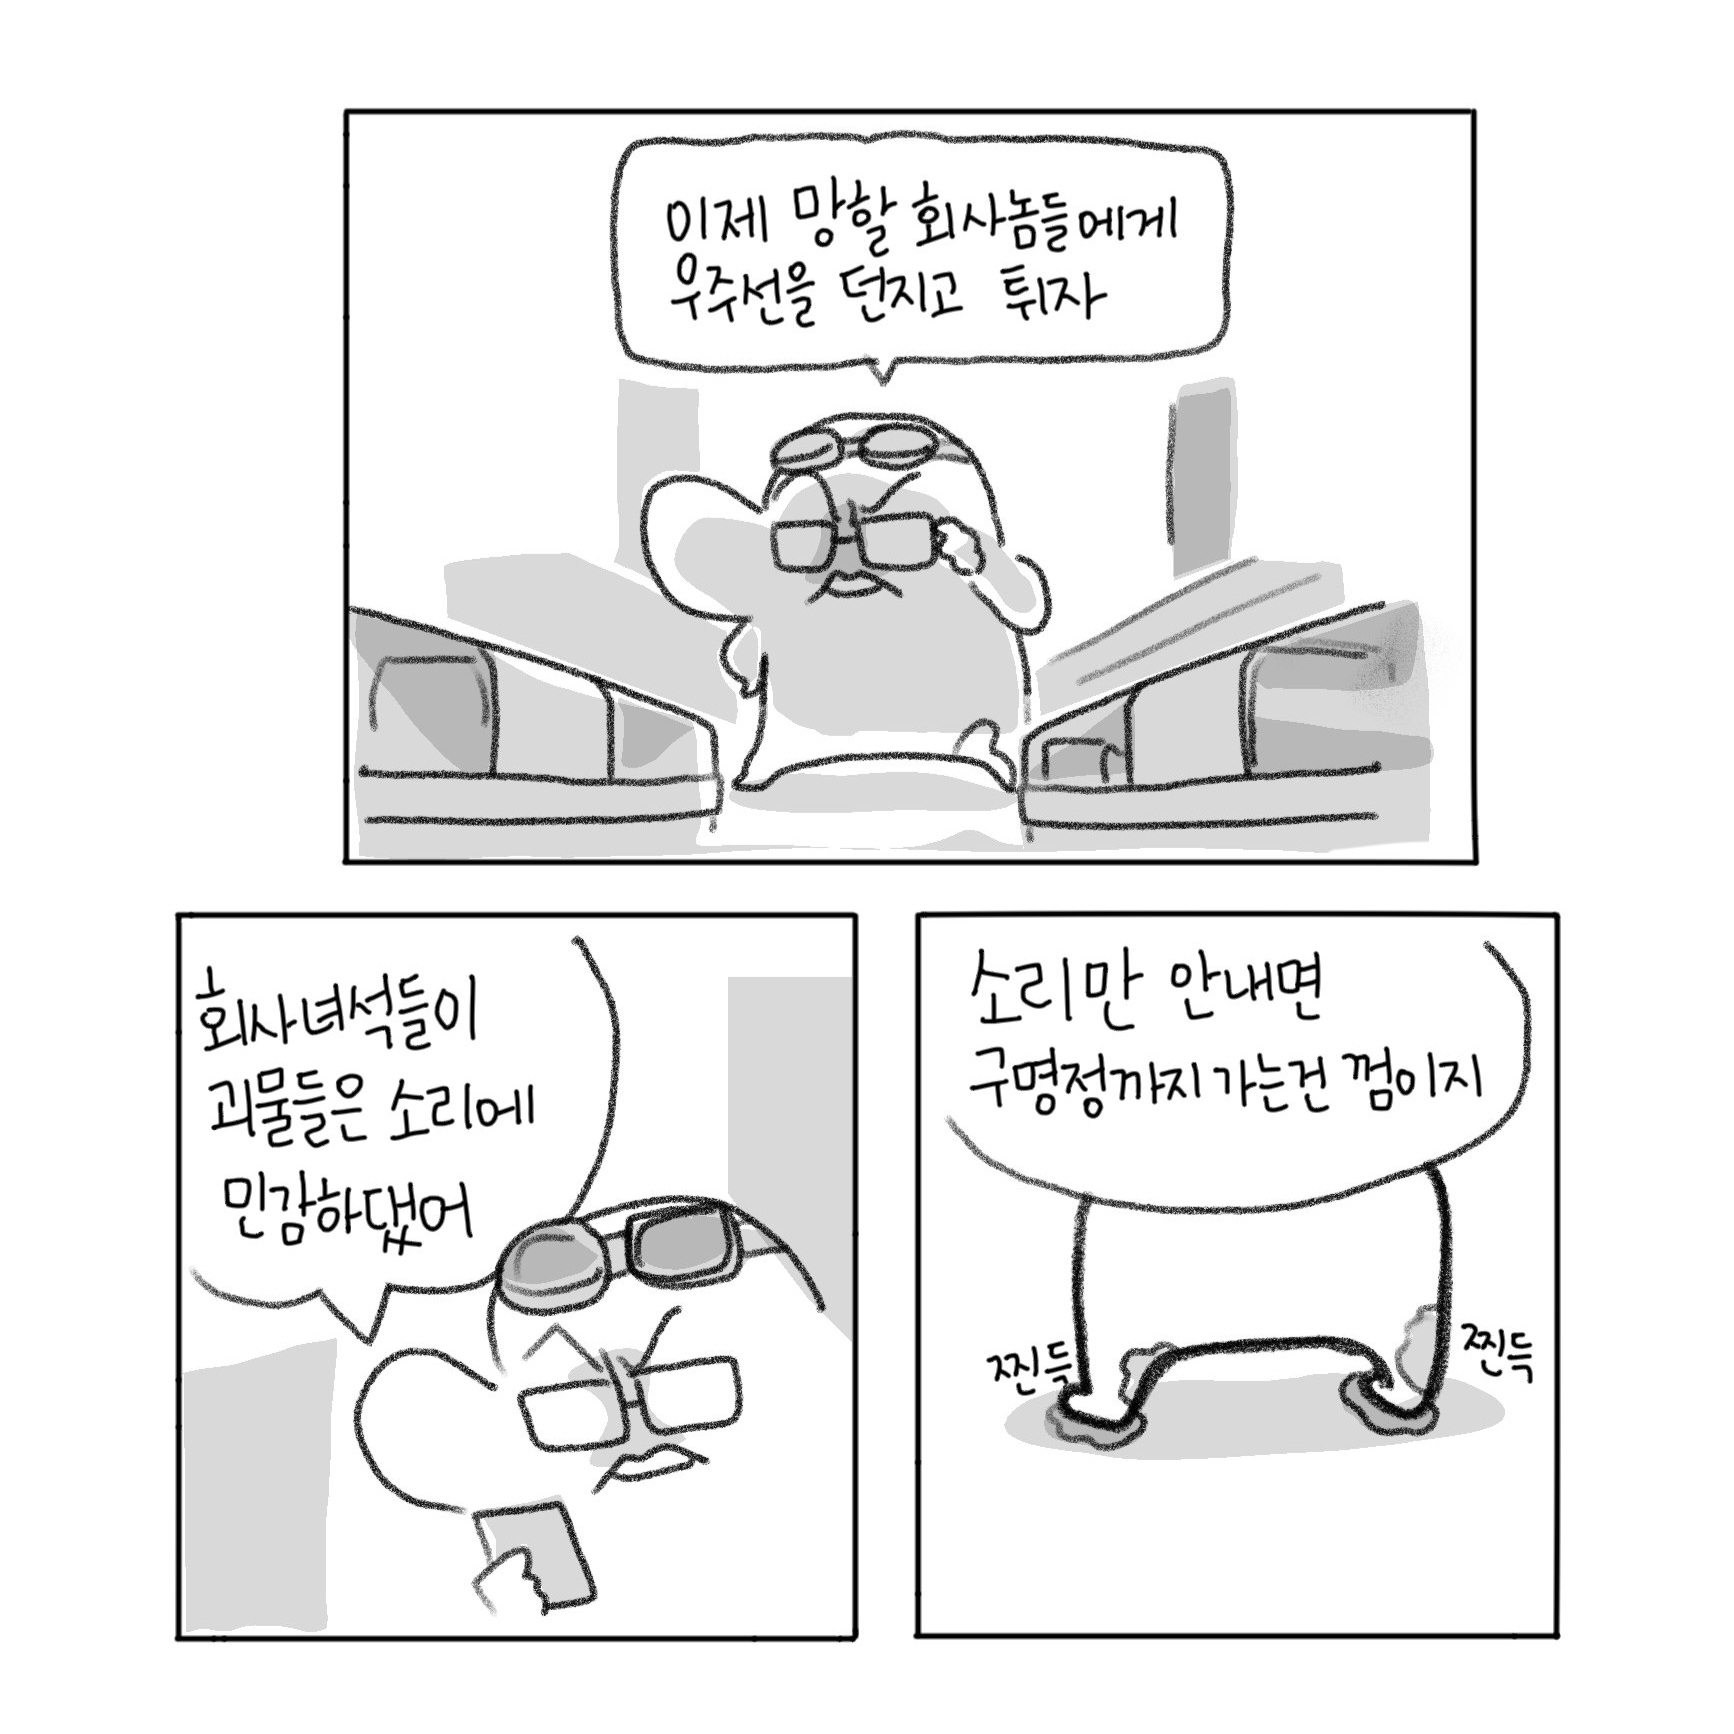 이제 망할 회사놈들에게
우주선을 던지고 튀자
회사녀석들이
괴물들은 소리에
민감하댔어
소리만 안내면
구명정까지 가는건 껌이지
찐득
찐득